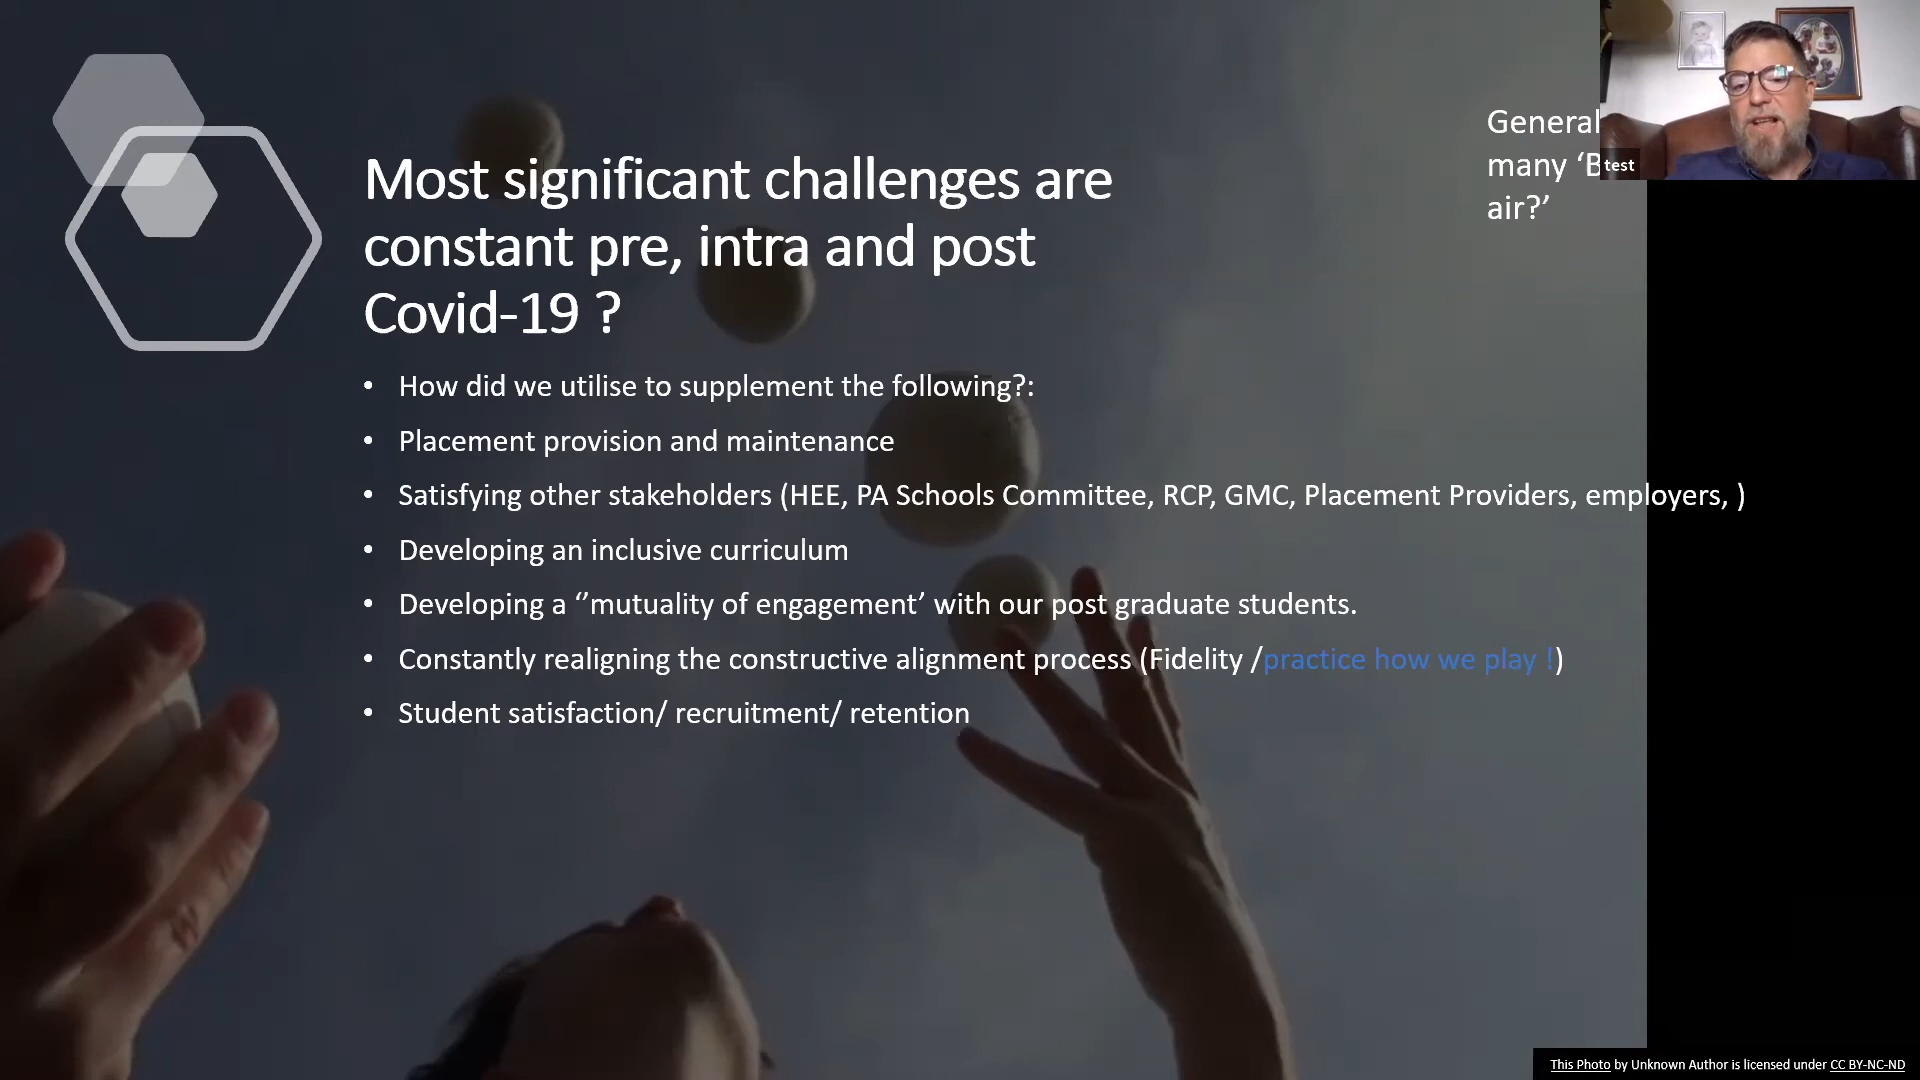 Most significant challenges are
constant pre, intra and post
Covid-19 ?
• How did we utilise to supplement the following?:
• Placement provision and maintenance
• Satisfying other stakeholders (HEE, PA Schools Committee, RCP, GMC, Placement Providers, employers, )
• Developing an inclusive curriculum
• Developing a ‘’mutuality of engagement’ with our post graduate students.
• Constantly realigning the constructive alignment process (Fidelity /practice how we play !)
• Student satisfaction/ recruitment/ retention
General
many ‘B
air?’
test
This Photo by Unknown Author is licensed under CC BY-NC-ND